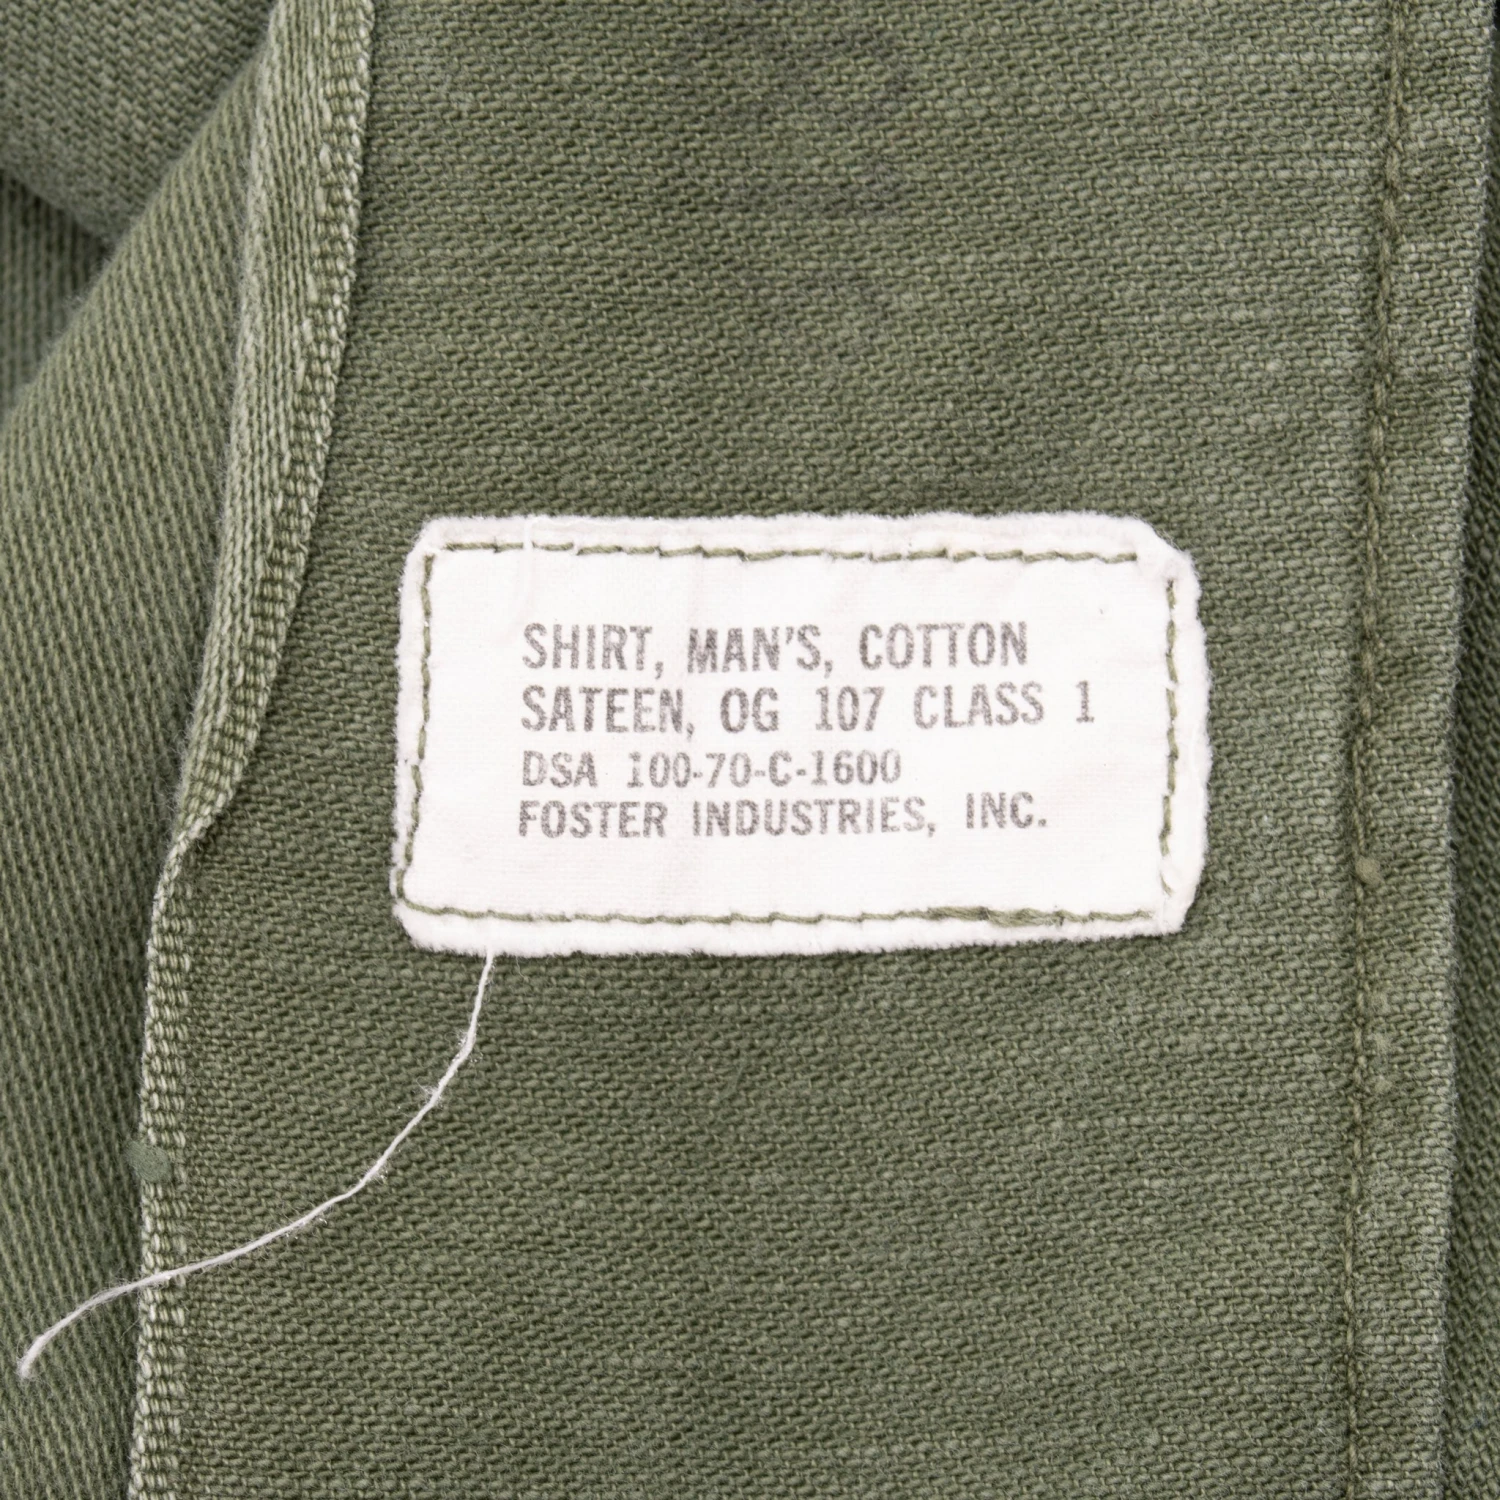 SHIRT, MAN'S, COTTON
SATEEN, OG 107 CLASS 1
DSA 100-70-C-1600
FOSTER INDUSTRIES, INC.